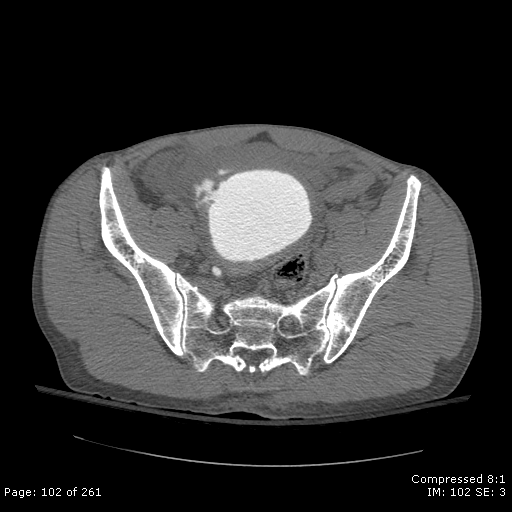 Compressed 8:1
Page: 102 of 261
IM: 102 SE: 3